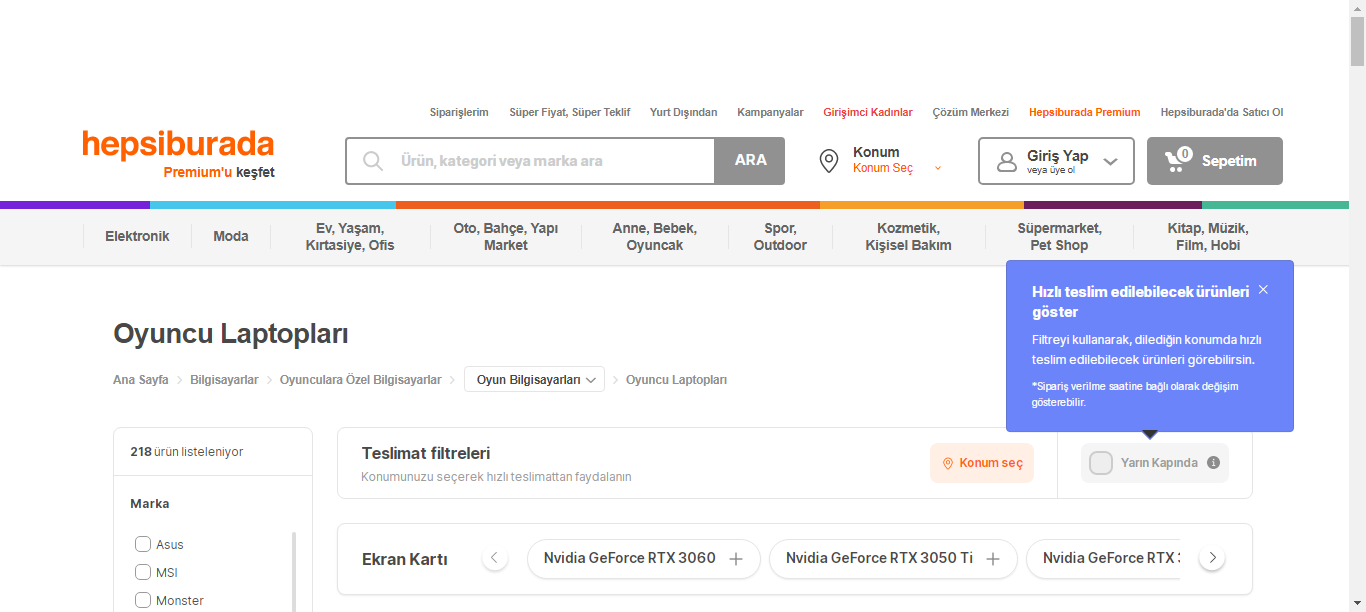 Siparişlerim Süper Fiyat, Süper Teklif Yurt Dışından Kampanyalar Girişimci Kadınlar Çözüm Merkezi Hepsiburada Premium Hepsiburada'da Satıcı Ol
hepsiburada
Premium'u keşfet
Ürün, kategori veya marka ara
ARA
Konum
Konum Seç
Giriş Yap
veya üye ol
0
Sepetim
Elektronik
Moda
Ev, Yaşam,
Kırtasiye, Ofis
Oto, Bahçe, Yapı
Market
Anne, Bebek,
Oyuncak
Spor,
Outdoor
Kozmetik,
Kişisel Bakım
Süpermarket,
Pet Shop
Kitap, Müzik,
Film, Hobi
Hızlı teslim edilebilecek ürünleri
göster
Filtreyi kullanarak, dilediğin konumda hızlı
teslim edilebilecek ürünleri görebilirsin.
*Sipariş verilme saatine bağlı olarak değişim
gösterebilir.
Oyuncu Laptopları
Ana Sayfa Bilgisayarlar Oyunculara Özel Bilgisayarlar Oyun Bilgisayarları Oyuncu Laptopları
218 ürün listeleniyor
Marka
Asus
MSI
Monster
Teslimat filtreleri
Konumunuzu seçerek hızlı teslimattan faydalanın
Konum seç
Yarın Kapında
Ekran Kartı
Nvidia GeForce RTX 3060
Nvidia GeForce RTX 3050 Ti
Nvidia GeForce RTX